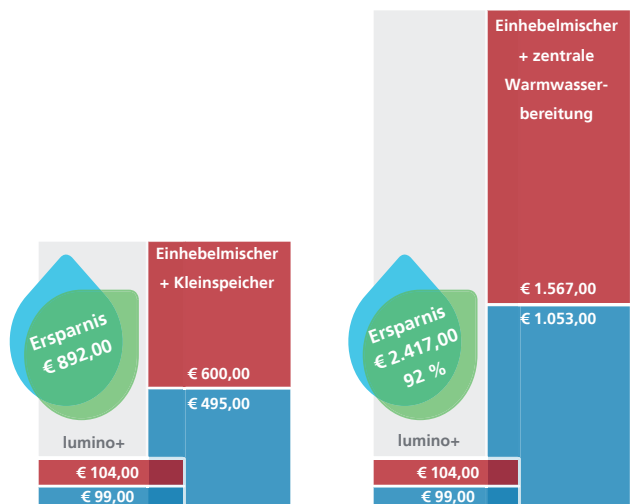 Einhebelmischer
+ Kleinspeicher
Ersparnis
€ 892,00
€ 600,00
€ 495,00
lumino+
€ 104,00
€ 99,00
Einhebelmischer
+ zentrale
Warmwasser-
bereitung
€ 1.567,00
€ 1.053,00
Ersparnis
€ 2.417,00
92 %
lumino+
€ 104,00
€ 99,00